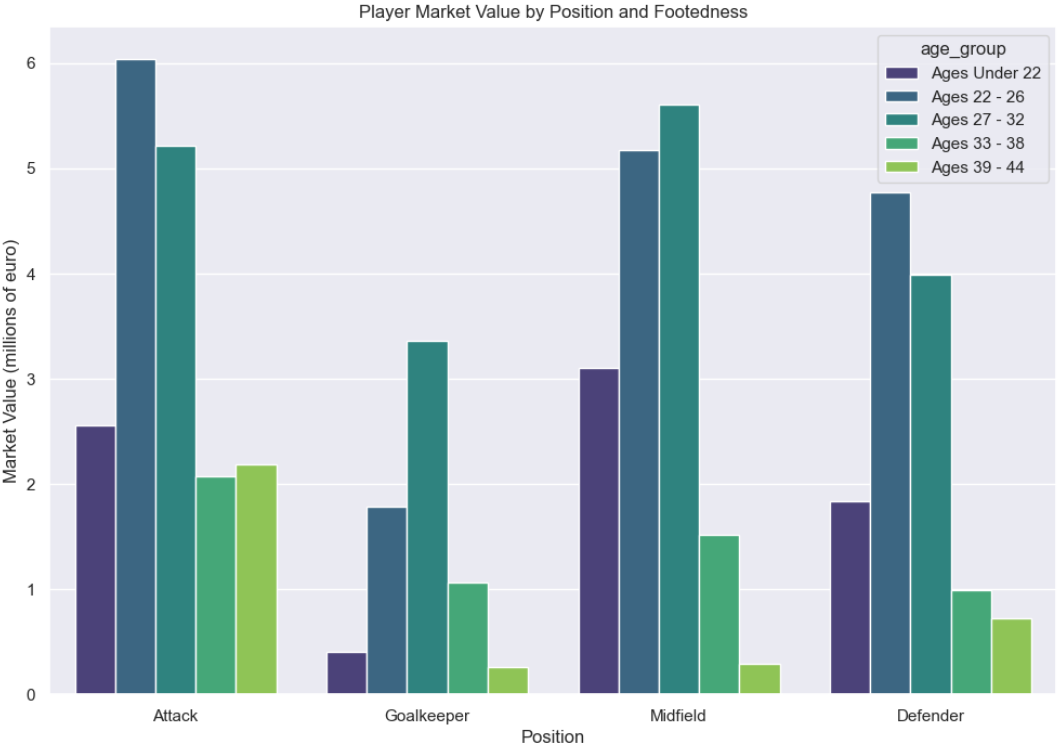 Player Market Value by Position and Footedness
age_group
Ages Under 22
Ages 22 - 26
Ages 27 - 32
Ages 33 - 38
Ages 39 - 44
Market Value (millions of euro)
6
5
4
3
2
1
0
Attack
Goalkeeper
Midfield
Defender
Position